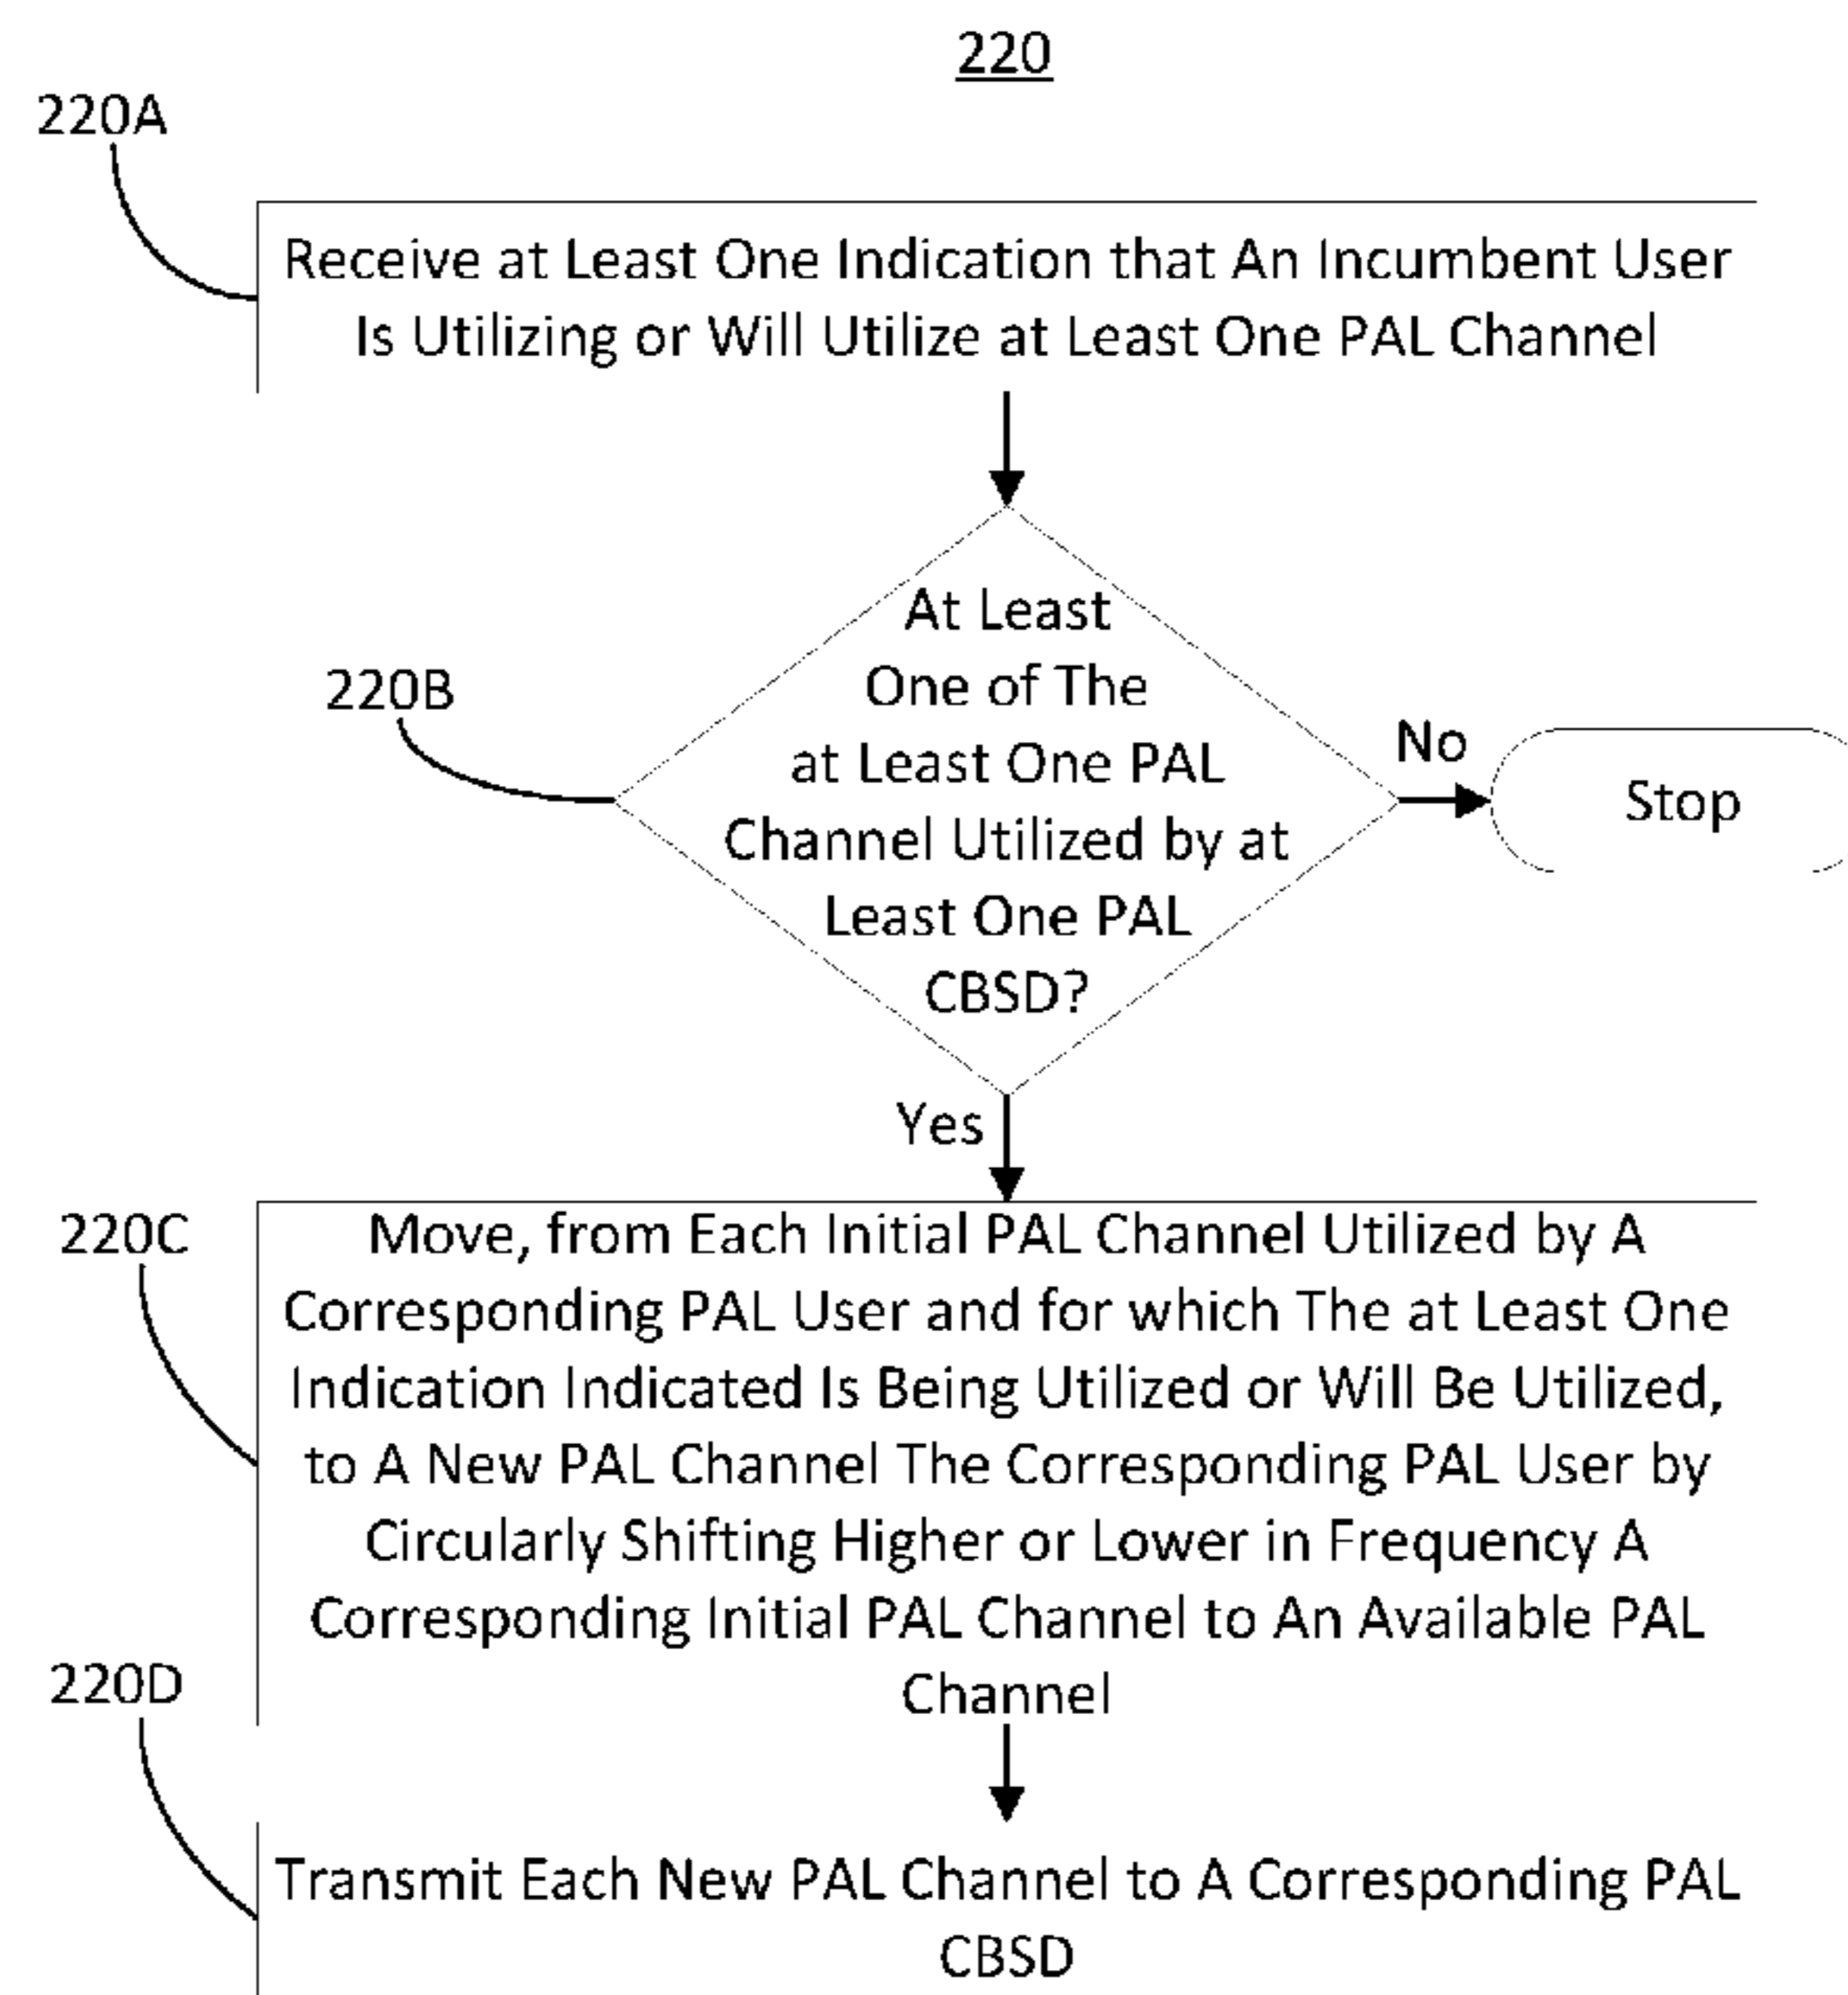 220
220A
Receive at Least One Indication that An Incumbent User
Is Utilizing or Will Utilize at Least One PAL Channel
At Least
One of The
at Least One PAL
Channel Utilized by at
Least One PAL
CBSD?
220B
No
Stop
Yes
220C
Move, from Each Initial PAL Channel Utilized by A
Corresponding PAL User and for which The at Least One
Indication Indicated Is Being Utilized or Will Be Utilized,
to A New PAL Channel The Corresponding PAL User by
Circularly Shifting Higher or Lower in Frequency A
Corresponding Initial PAL Channel to An Available PAL
Channel
220D
Transmit Each New PAL Channel to A Corresponding PAL
CBSD